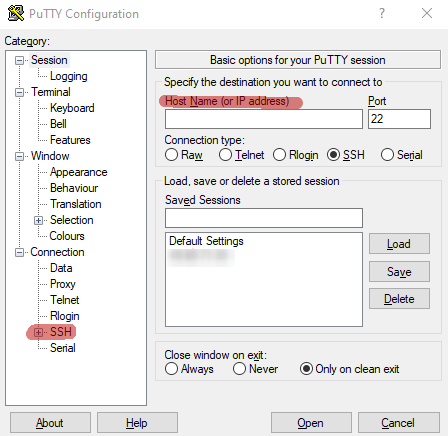 PuTTY Configuration
?
Category:
Session
Logging
Terminal
Keyboard
Bell
Features
Window
Appearance
Behaviour
Translation
Selection
Colours
Connection
Data
Proxy
Telnet
Rlogin
SSH
Serial
Basic options for your PuTTY session
Specify the destination you want to connect to
Host Name (or IP address) Port
22
Connection type:
Raw Telnet Rlogin SSH Serial
Load, save or delete a stored session
Saved Sessions
Default Settings
Load
Save
Delete
Close window on exit:
Always Never Only on clean exit
About Help Open Cancel